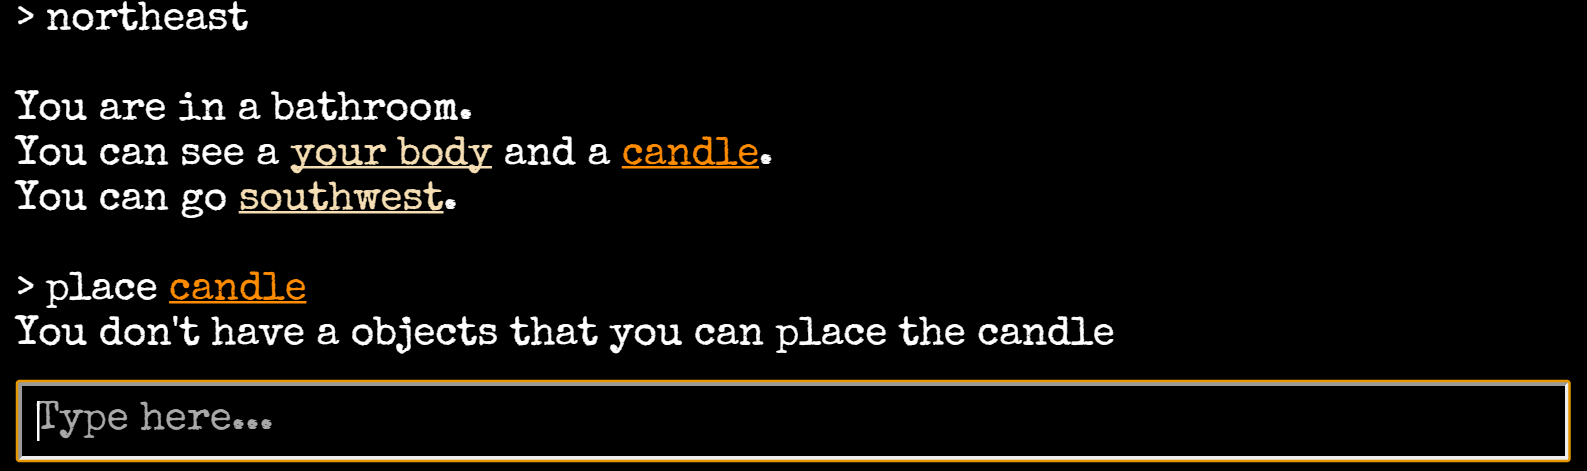 > northeast
You are in a bathroom.
You can see a your body and a candle.
You can go southwest.
> place candle
You don't have a objects that you can place the candle
Type here...